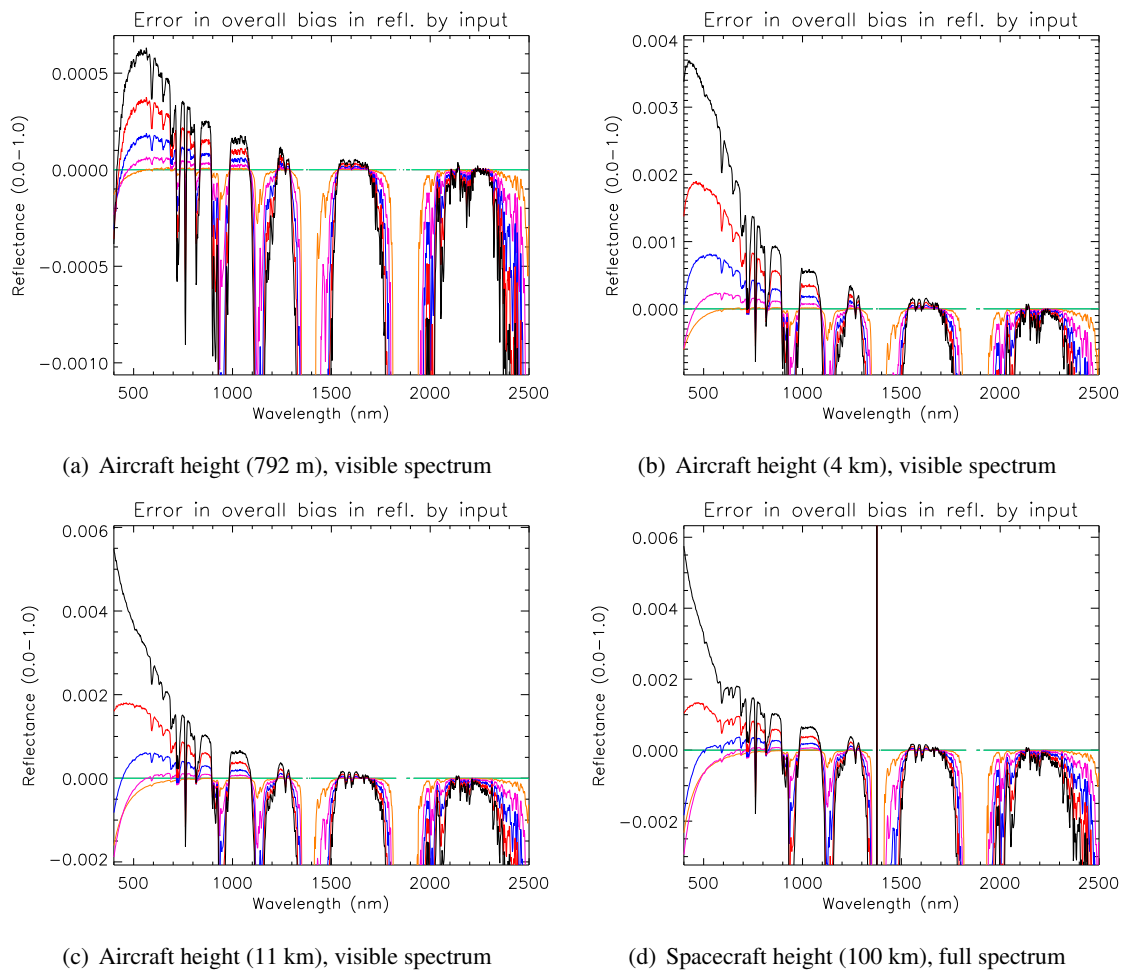 Error in overall bias in refl. by input
Error in overall bias in refl. by input
Reflectance (0.0−1.0)
0.0005
0.0000
−0.0005
−0.0010
500 1000 1500 2000 2500
Wavelength (nm)
Reflectance (0.0−1.0)
0.004
0.003
0.002
0.001
0.000
500 1000 1500 2000 2500
Wavelength (nm)
(a) Aircraft height (792 m), visible spectrum
(b) Aircraft height (4 km), visible spectrum
Error in overall bias in refl. by input
Error in overall bias in refl. by input
Reflectance (0.0−1.0)
0.006
0.004
0.002
0.000
−0.002
500 1000 1500 2000 2500
Wavelength (nm)
Reflectance (0.0−1.0)
0.006
0.004
0.002
0.000
−0.002
500 1000 1500 2000 2500
Wavelength (nm)
(c) Aircraft height (11 km), visible spectrum
(d) Spacecraft height (100 km), full spectrum